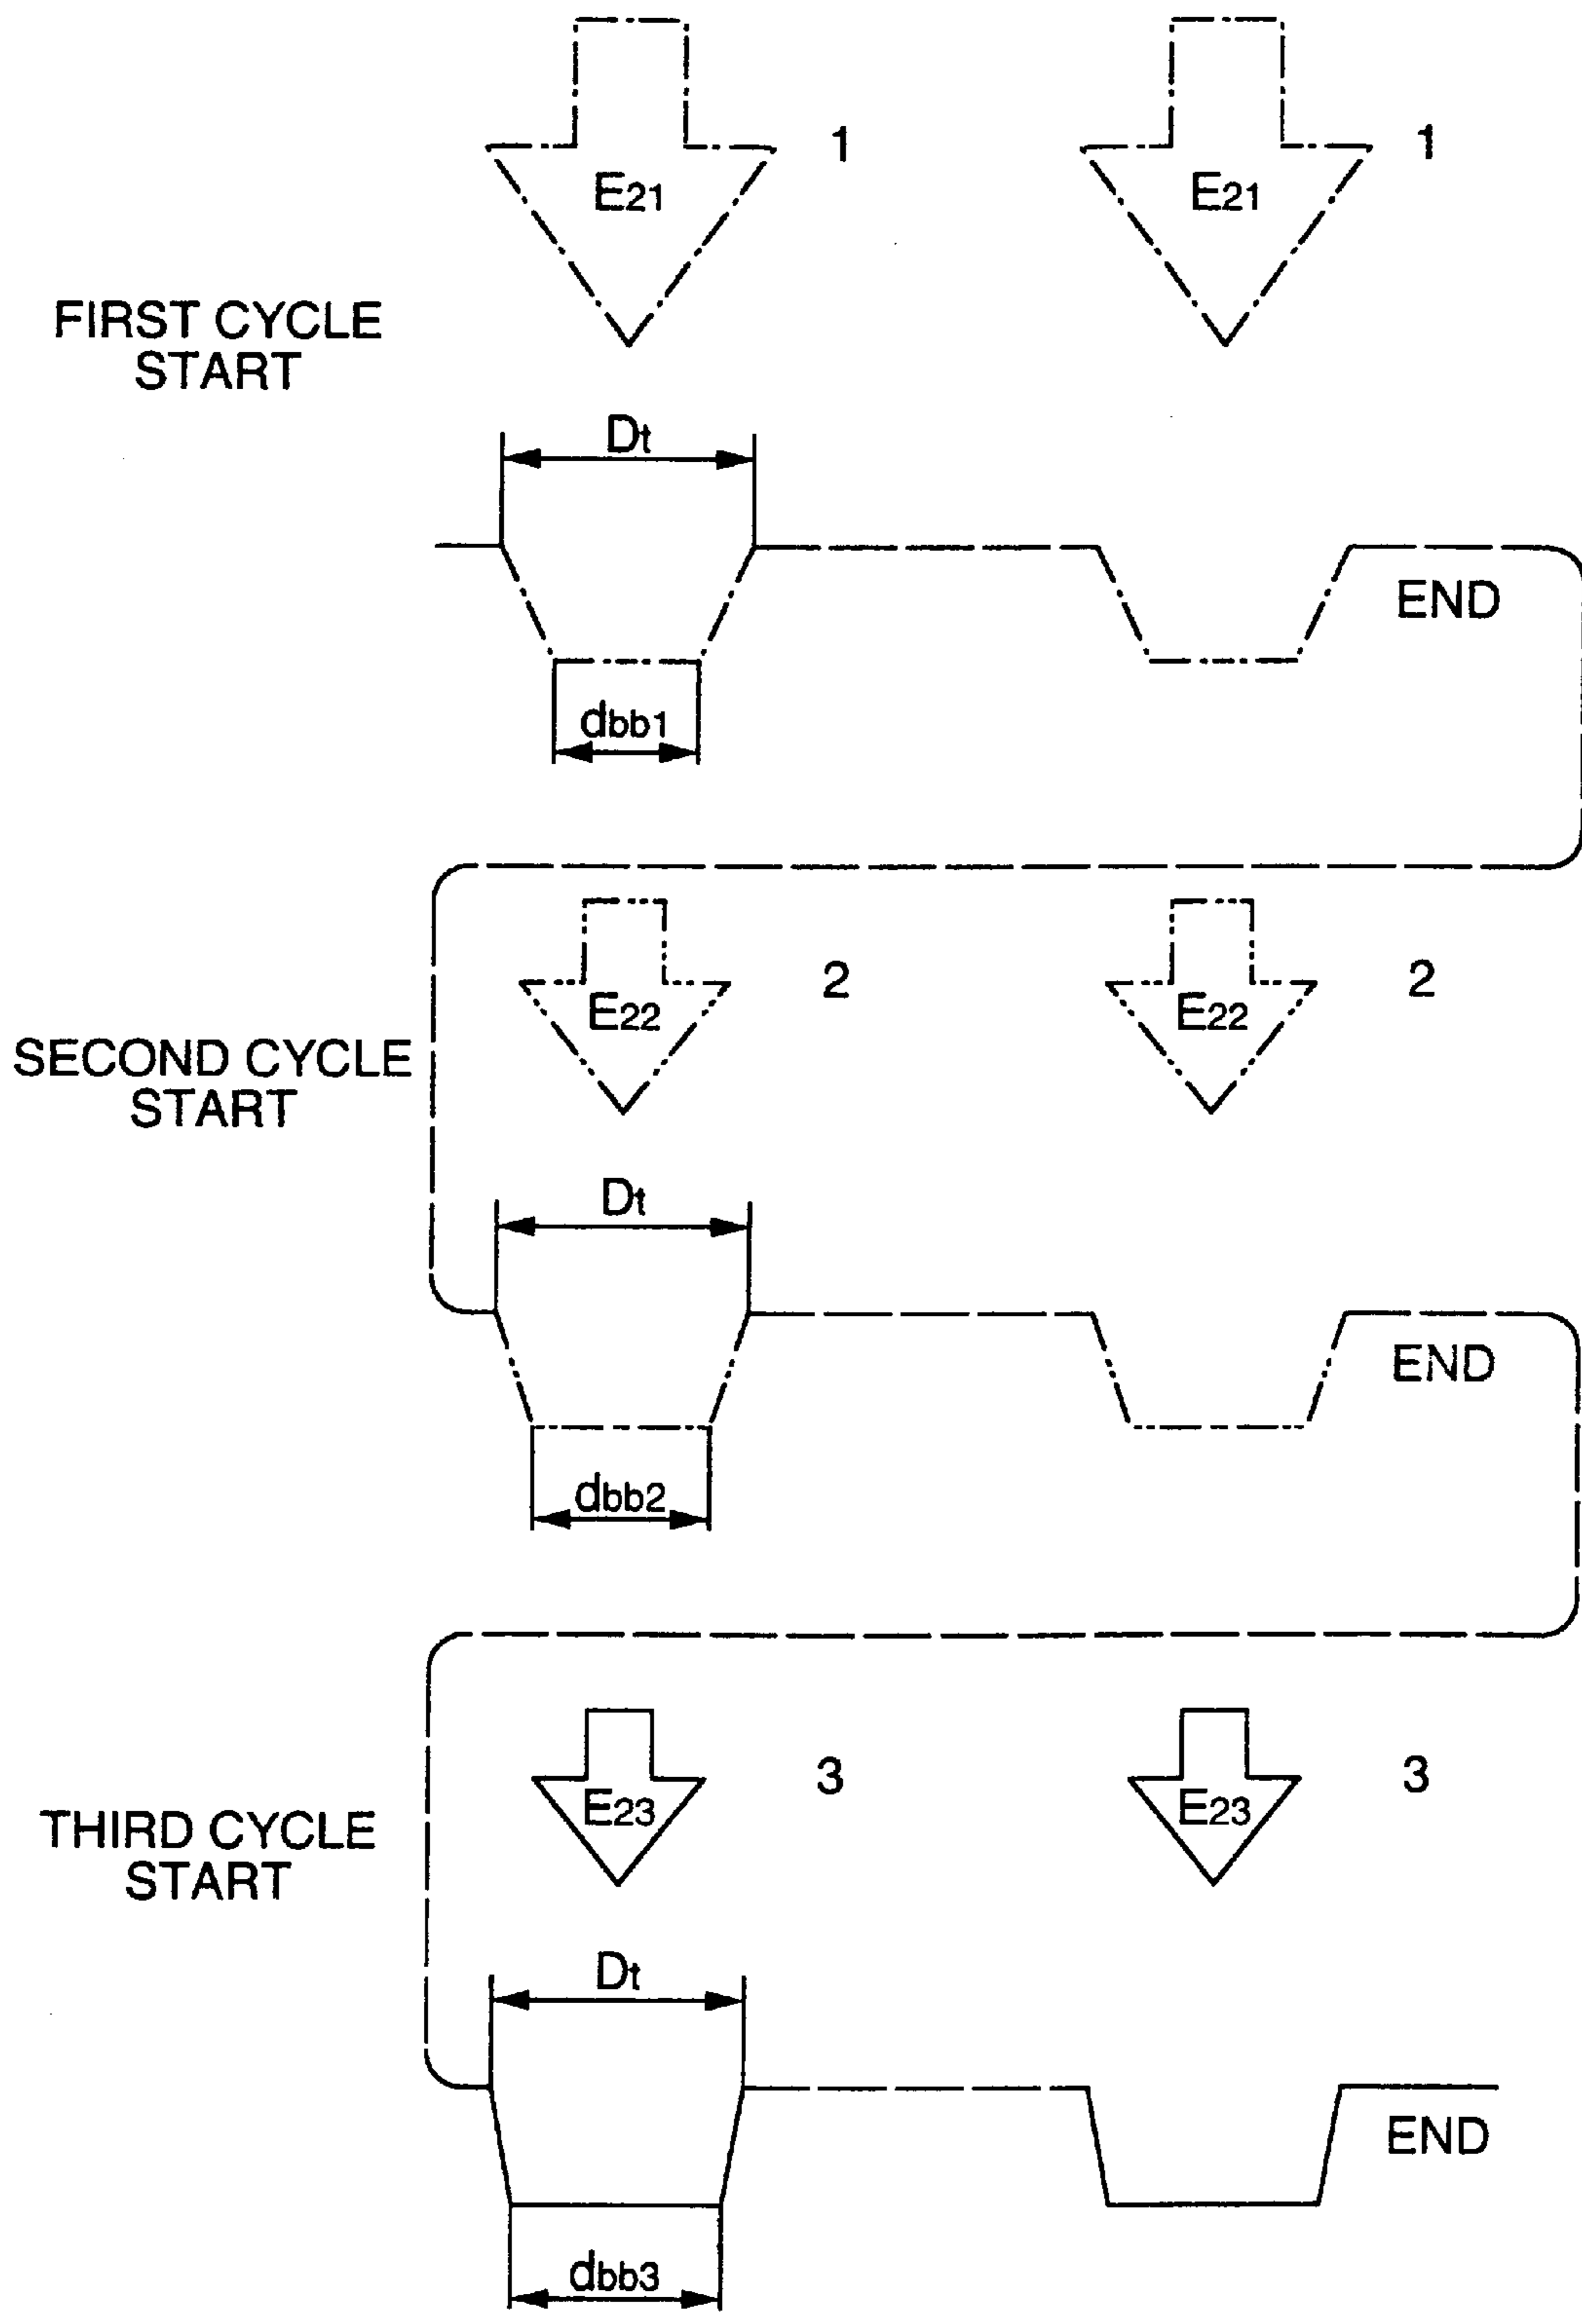 1
1
E21
E21
FIRST CYCLE
START
Dt
END
dbb1
2
2
E22
E22
SECOND CYCLE
START
Dt
END
dbb2
3
3
E23
E23
THIRD CYCLE
START
Dt
END
dbb3